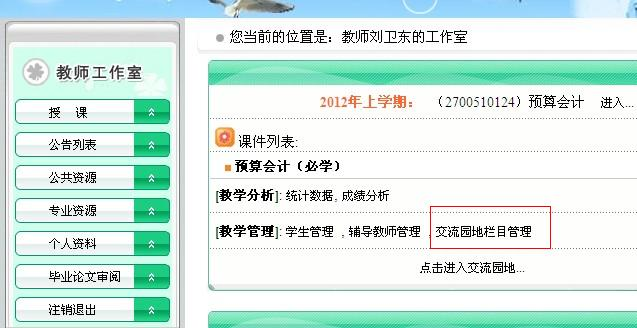 您当前的位置是：教师刘卫东的工作室
教师工作室
授 课
公告列表
公共资源
专业资源
个人资料
毕业论文审阅
注销退出
2012年上学期： （2700510124）预算会计 进入...
课件列表:
预算会计（必学）
[教学分析]: 统计数据, 成绩分析
[教学管理]: 学生管理 , 辅导教师管理 , 交流园地栏目管理
点击进入交流园地...